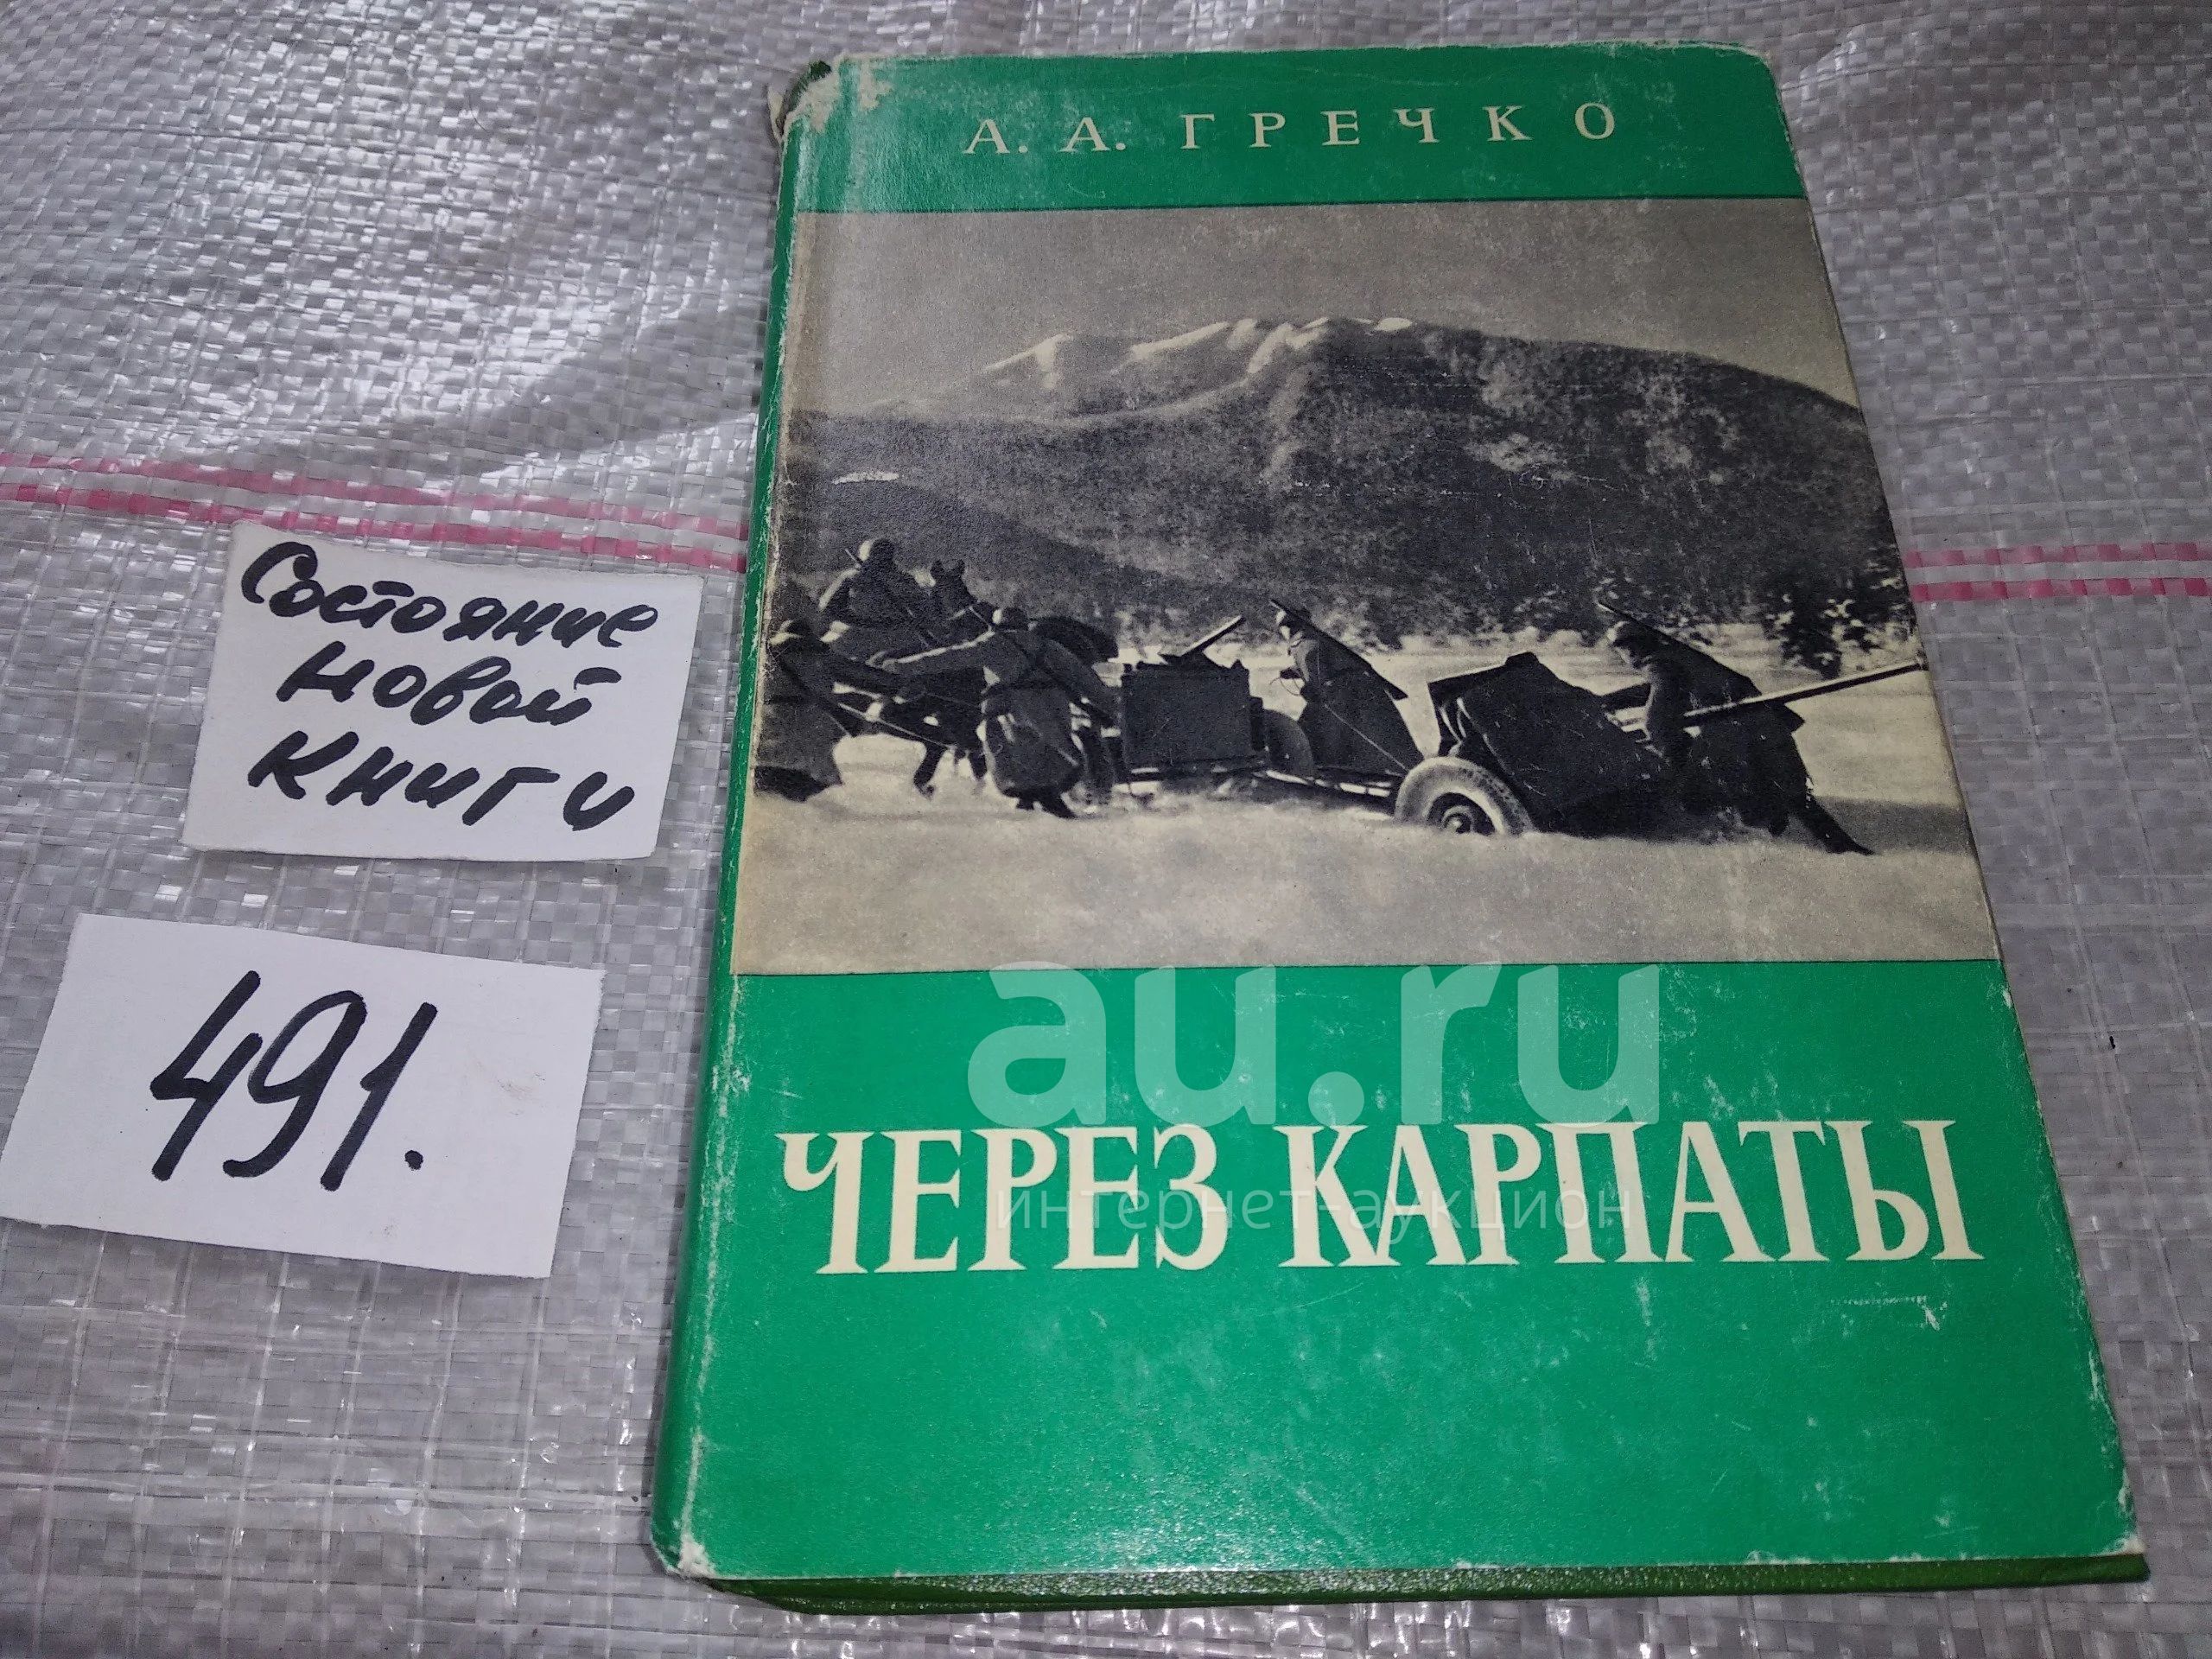 А. А. ГРЕЧКО
Состояние
новой
книги
491.
au.ru
ЧЕРЕЗ КАРПАТЫ
интернет-аукцион